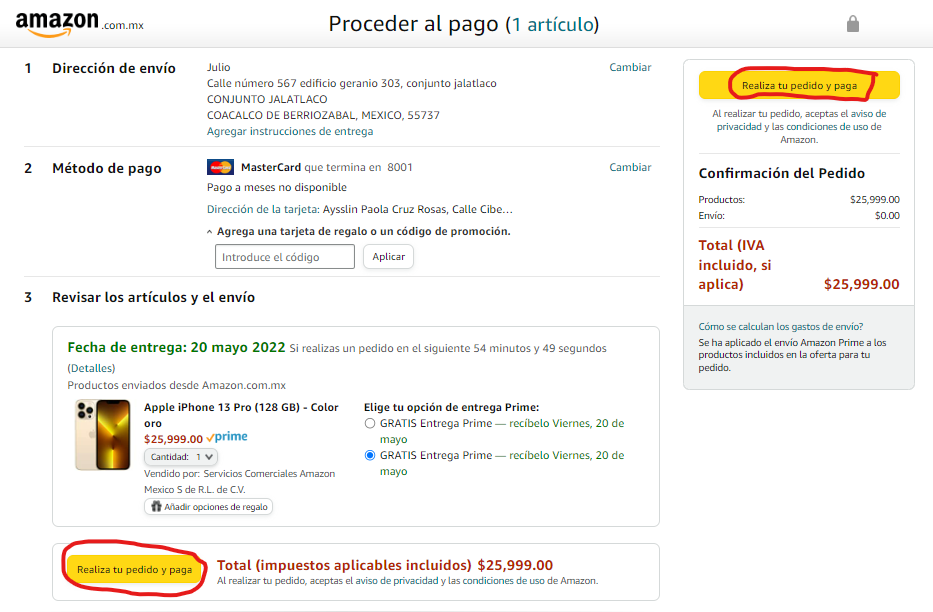 amazon.com.mx
Proceder al pago (1 artículo)
1 Dirección de envío
Julio
Calle número 567 edificio geranio 303, conjunto jalatlaco
CONJUNTO JALATLACO
COACALCO DE BERRIOZABAL, MEXICO, 55737
Agregar instrucciones de entrega
Cambiar
2 Método de pago
MasterCard MasterCard que termina en 8001
Pago a meses no disponible
Dirección de la tarjeta: Aysslin Paola Cruz Rosas, Calle Cibe...
Agrega una tarjeta de regalo o un código de promoción.
Introduce el código Aplicar
Cambiar
3 Revisar los artículos y el envío
Fecha de entrega: 20 mayo 2022 Si realizas un pedido en el siguiente 54 minutos y 49 segundos
(Detalles)
Productos enviados desde Amazon.com.mx
Apple iPhone 13 Pro (128 GB) - Color
oro
$25,999.00 prime
Cantidad: 1
Vendido por: Servicios Comerciales Amazon
Mexico S de R.L. de C.V.
Añadir opciones de regalo
Elige tu opción de entrega Prime:
GRATIS Entrega Prime — recíbelo Viernes, 20 de
mayo
GRATIS Entrega Prime — recíbelo Viernes, 20 de
mayo
Realiza tu pedido y paga
Total (impuestos aplicables incluidos) $25,999.00
Al realizar tu pedido, aceptas el aviso de privacidad y las condiciones de uso de Amazon.
Realiza tu pedido y paga
Al realizar tu pedido, aceptas el aviso de
privacidad y las condiciones de uso de
Amazon.
Confirmación del Pedido
Productos: $25,999.00
Envío: $0.00
Total (IVA
incluido, si
aplica) $25,999.00
Cómo se calculan los gastos de envío?
Se ha aplicado el envío Amazon Prime a los
productos incluidos en la oferta para tu
pedido.